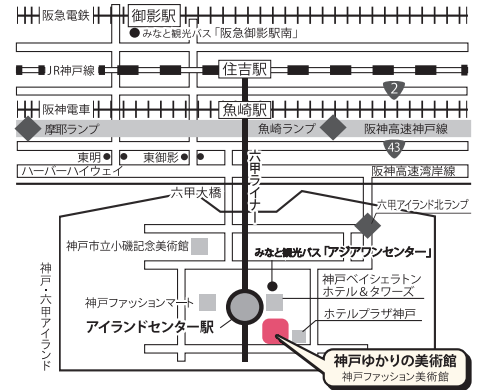 阪急電鉄
御影駅
みなと観光バス「阪急御影駅南」
JR神戸線
住吉駅
2
阪神電車
魚崎駅
摩耶ランプ
魚崎ランプ
阪神高速神戸線
43
東明
東御影
六甲ライナー
ハーバーハイウェイ
阪神高速湾岸線
六甲大橋
六甲アイランド北ランプ
神戸市立小磯記念美術館
みなと観光バス「アジアワンセンター」
神戸・六甲アイランド
神戸ベイシェラトン
ホテル&タワーズ
神戸ファッションマート
ホテルプラザ神戸
アイランドセンター駅
神戸ゆかりの美術館
神戸ファッション美術館